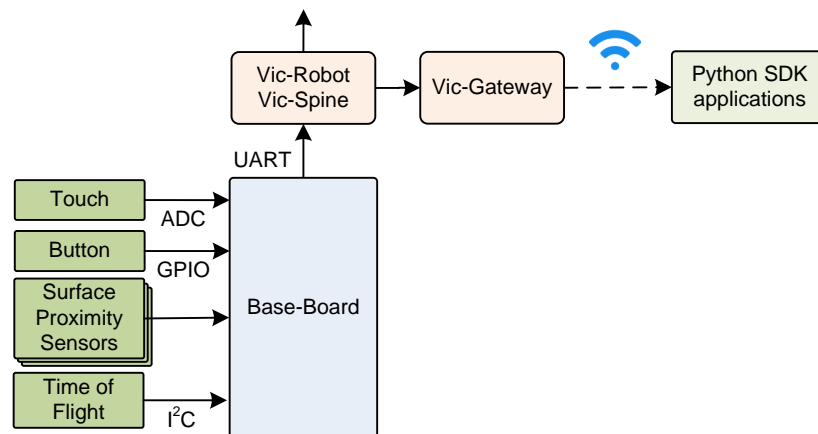 Vic-Robot
Vic-Spine
Vic-Gateway
Python SDK
applications
UART
Touch
ADC
Button
GPIO
Surface
Proximity
Sensors
Base-Board
Time of
Flight
I²C